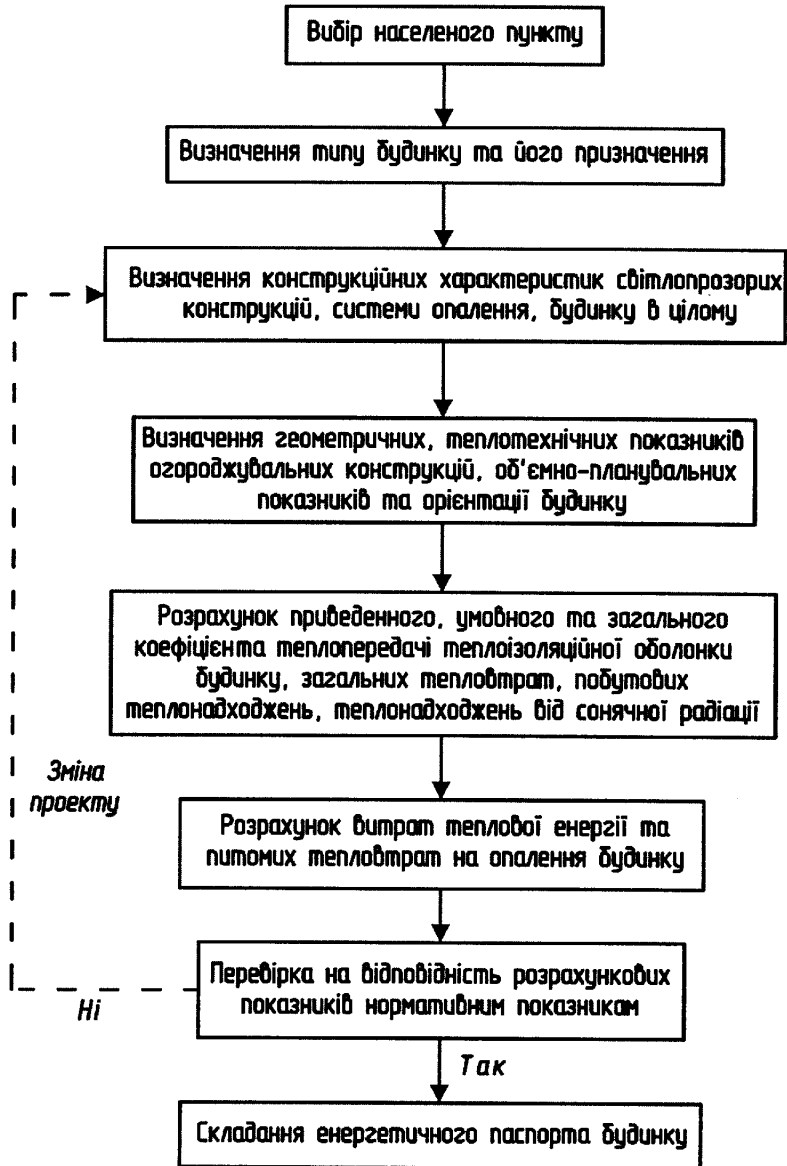 Вибір населеного пункту
Визначення типу будинку та його призначення
Визначення конструкційних характеристик світлопрозорих
конструкцій, системи опалення, будинку в цілому
Визначення геометричних, теплотехнічних показників
огороджувальних конструкцій, об'ємно-планувальних
показників та орієнтації будинку
Розрахунок приведенного, умовного та загального
коефіцієнта теплопередачі теплоізоляційної оболонки
будинку, загальних тепловтрат, побутових
теплонадходжень, теплонадходжень від сонячної радіації
Зміна
проекту
Розрахунок витрат теплової енергії та
питомих тепловтрат на опалення будинку
Перевірка на відповідність розрахункових
показників нормативним показникам
Ні
Так
Складання енергетичного паспорта будинку